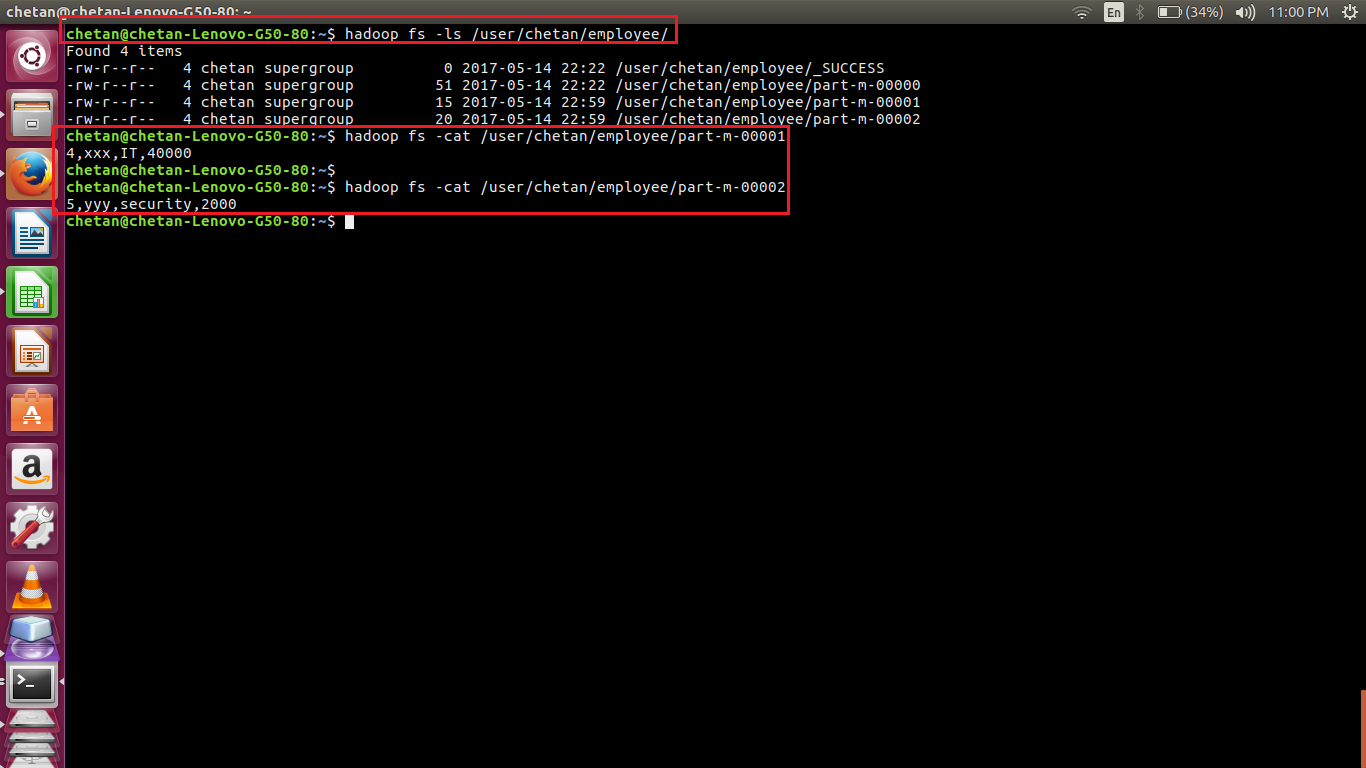 chetan@chetan-Lenovo-G50-80: ~
En
(34%)
11:00 PM
chetan@chetan-Lenovo-G50-80:~$ hadoop fs -ls /user/chetan/employee/
Found 4 items
-rw-r--r--   4 chetan supergroup          0 2017-05-14 22:22 /user/chetan/employee/_SUCCESS
-rw-r--r--   4 chetan supergroup         51 2017-05-14 22:22 /user/chetan/employee/part-m-00000
-rw-r--r--   4 chetan supergroup         15 2017-05-14 22:59 /user/chetan/employee/part-m-00001
-rw-r--r--   4 chetan supergroup         20 2017-05-14 22:59 /user/chetan/employee/part-m-00002
chetan@chetan-Lenovo-G50-80:~$ hadoop fs -cat /user/chetan/employee/part-m-00001
4,xxx,IT,40000
chetan@chetan-Lenovo-G50-80:~$
chetan@chetan-Lenovo-G50-80:~$ hadoop fs -cat /user/chetan/employee/part-m-00002
5,yyy,security,2000
chetan@chetan-Lenovo-G50-80:~$